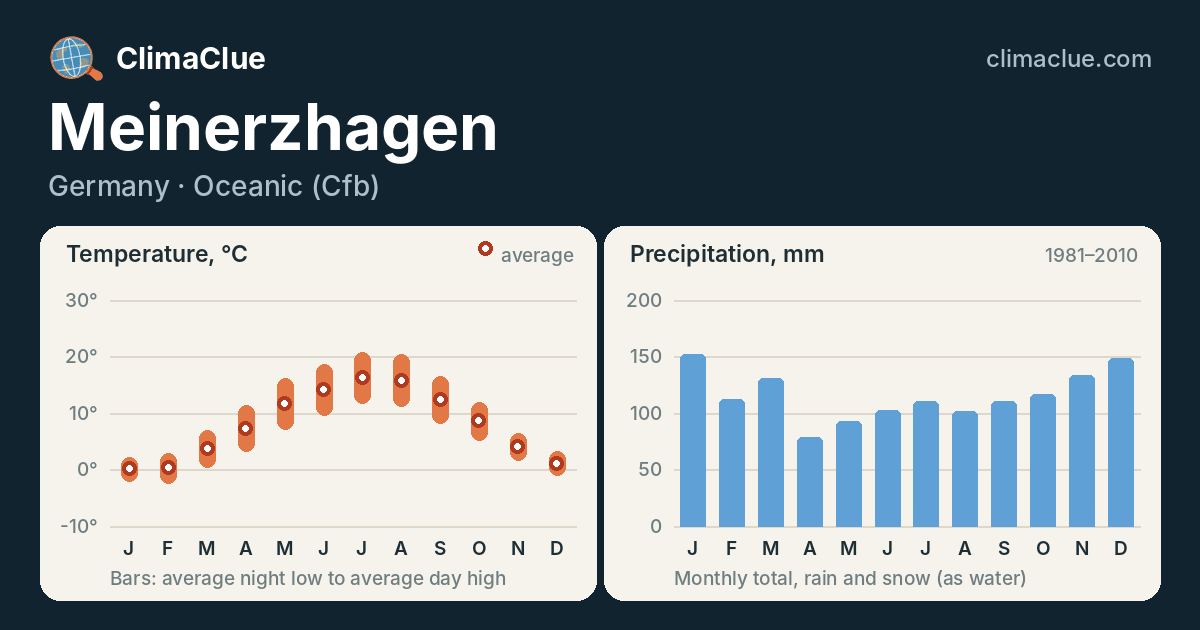 ClimaClue
climaclue.com
Meinerzhagen
Germany · Oceanic (Cfb)
Temperature, °C
average
30°
20°
10°
0°
-10°
J F M A M J J A S O N D
Bars: average night low to average day high
Precipitation, mm
1981–2010
200
150
100
50
0
J F M A M J J A S O N D
Monthly total, rain and snow (as water)